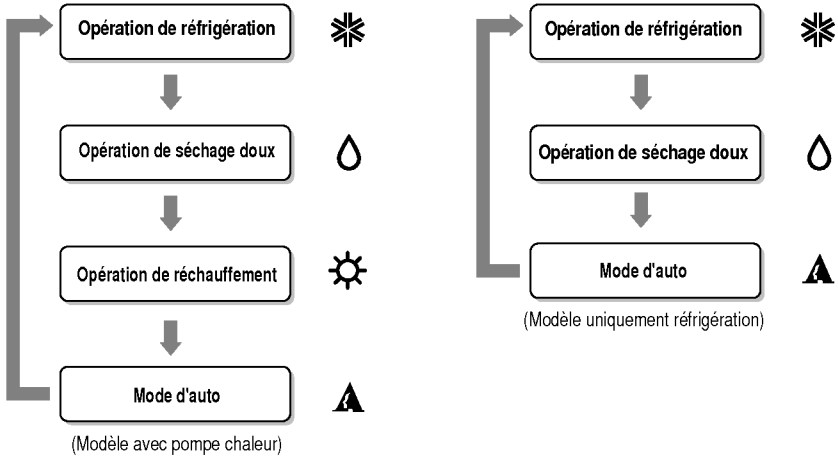 Opération de réfrigération
Opération de séchage doux
Opération de réchauffement
Mode d'auto
(Modèle avec pompe chaleur)
Opération de réfrigération
Opération de séchage doux
Mode d'auto
(Modèle uniquement réfrigération)